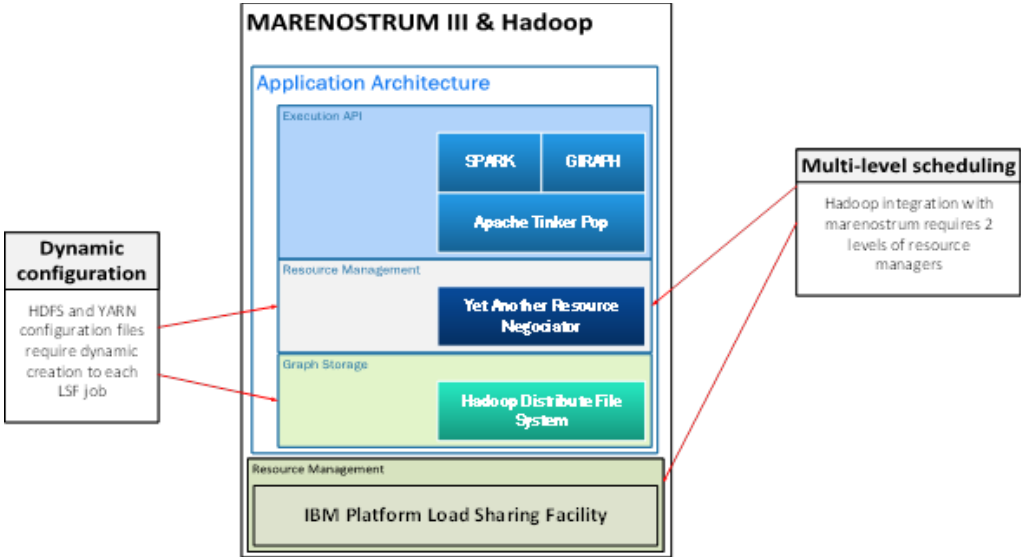 MARENOSTRUM III & Hadoop
Application Architecture
Execution API
SPARK
GIRAPH
Apache Tinker Pop
Resource Management
Yet Another Resource
Negociator
Graph Storage
Hadoop Distribute File
System
Resource Management
IBM Platform Load Sharing Facility
Dynamic
configuration
HDFS and YARN
configuration files
require dynamic
creation to each
LSF job
Multi-level scheduling
Hadoop integration with
marenostrum requires 2
levels of resource
managers